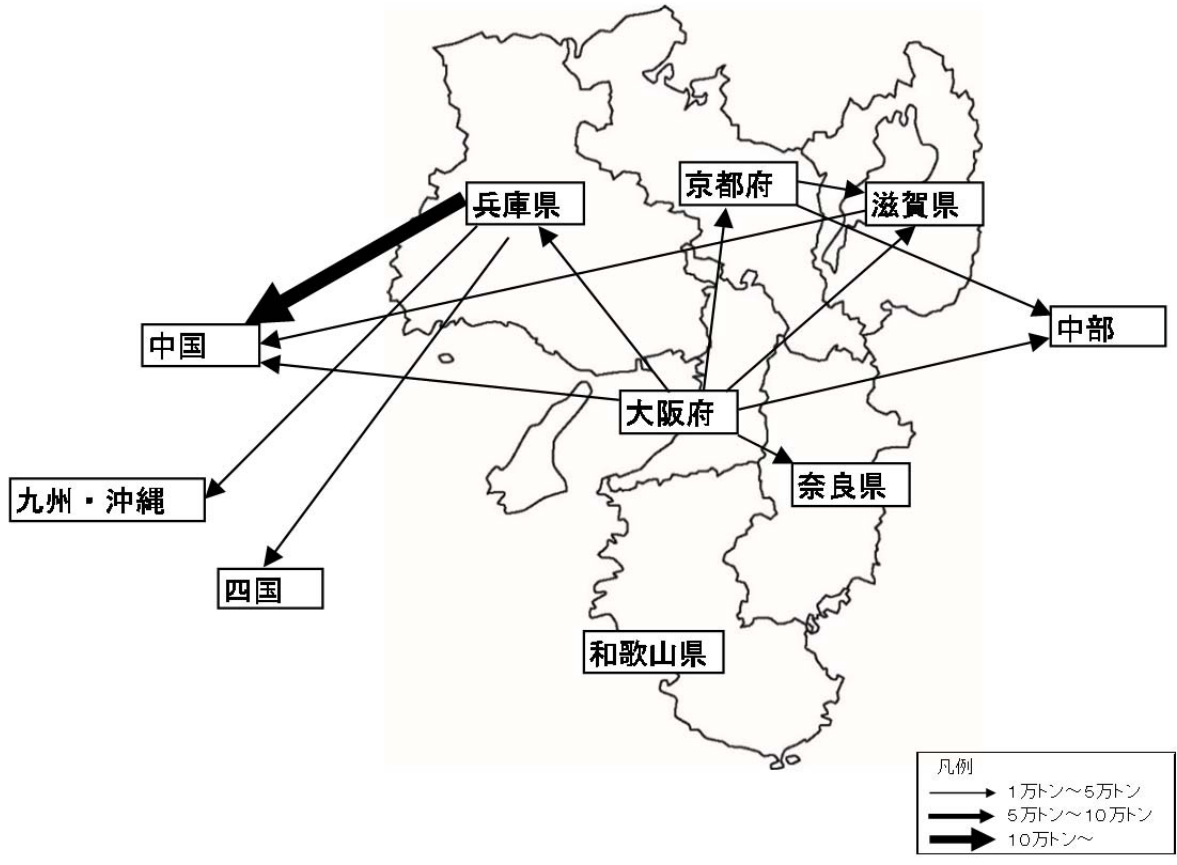 京都府
兵庫県
滋賀県
中国
中部
大阪府
九州・沖縄
奈良県
四国
和歌山県
凡例
1万トン～5万トン
5万トン～10万トン
10万トン～